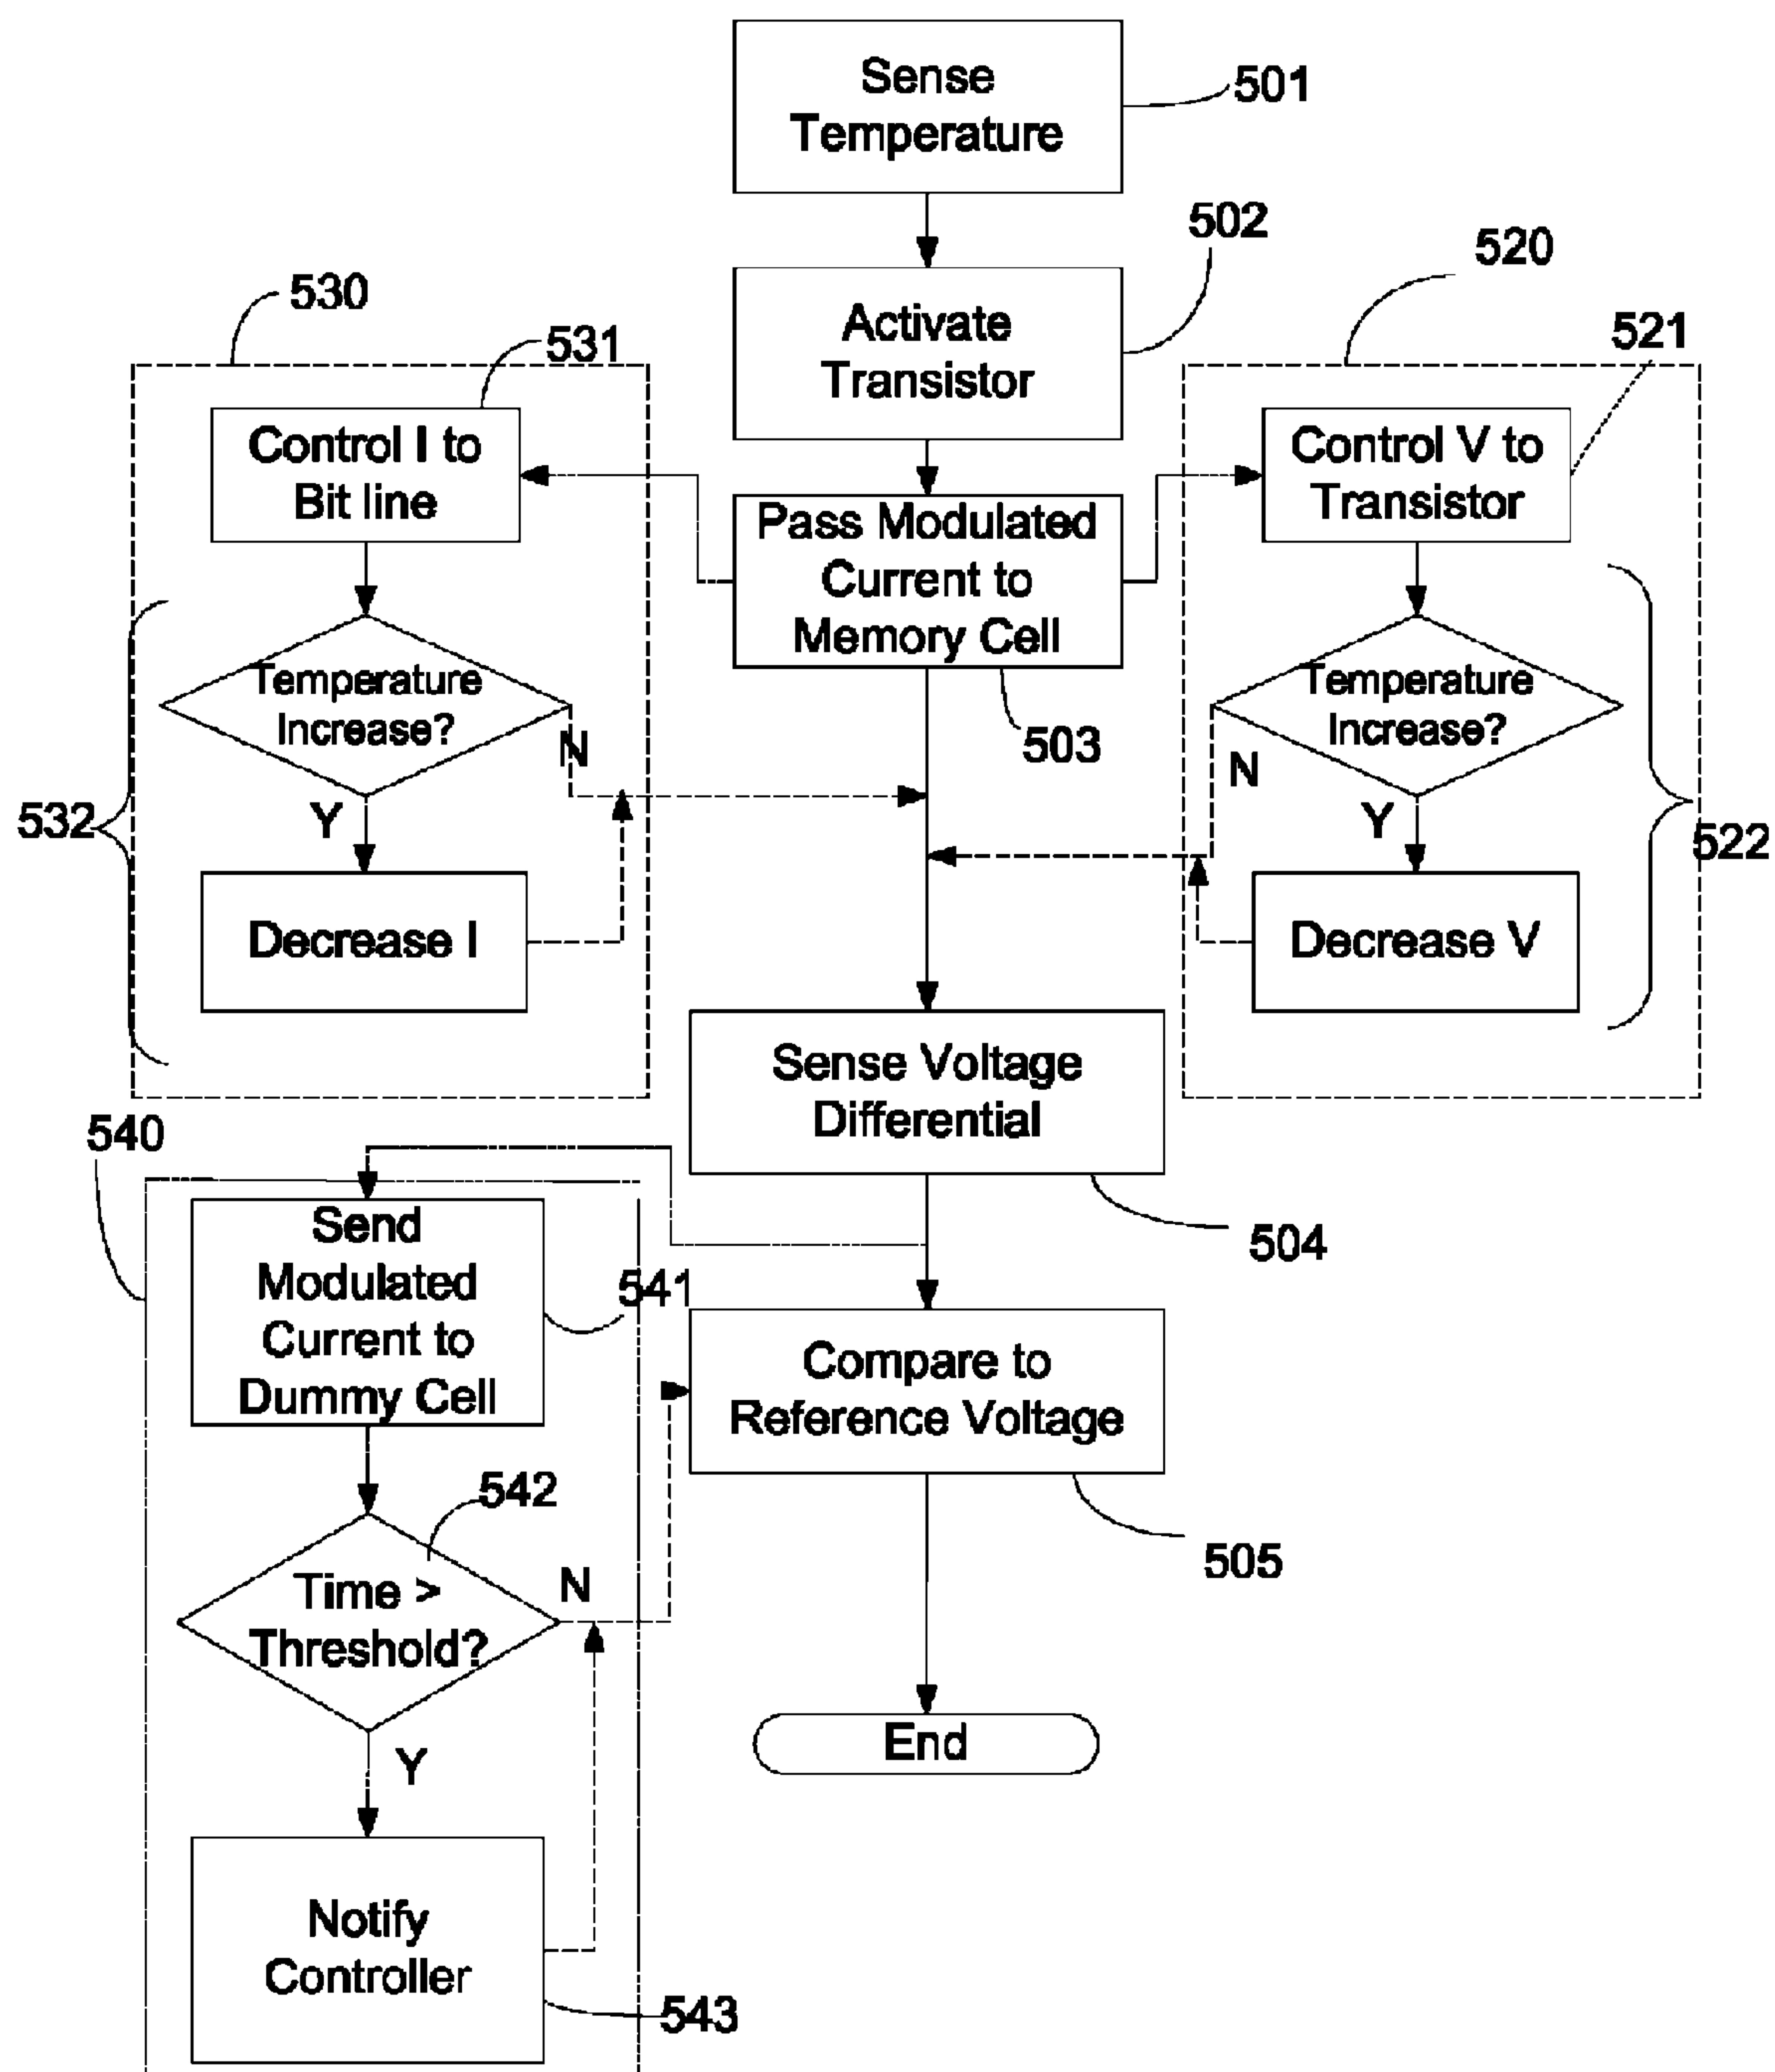 Sense
Temperature
501
502
Activate
Transistor
520
530
531
521
Control I to
Bit line
Control V to
Transistor
Pass Modulated
Current to
Memory Cell
503
Temperature
Increase?
N
Y
532
Decrease I
Temperature
Increase?
N
Y
522
Decrease V
Sense Voltage
Differential
504
540
Send
Modulated
Current to
Dummy Cell
541
Compare to
Reference Voltage
505
542
Time >
Threshold?
N
Y
End
Notify
Controller
543